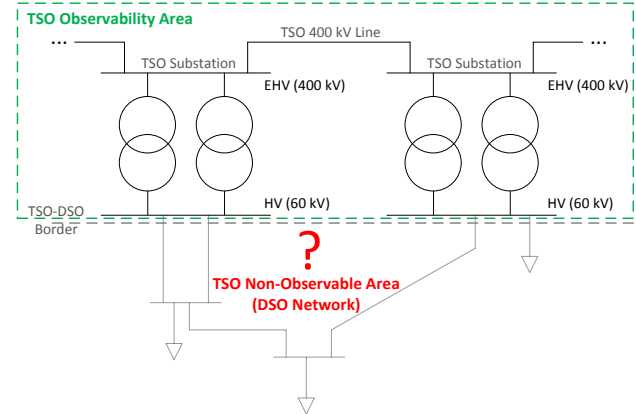 TSO Observability Area
...
TSO 400 kV Line
...
TSO Substation
TSO Substation
EHV (400 kV)
EHV (400 kV)
HV (60 kV)
HV (60 kV)
TSO-DSO
Border
?
TSO Non-Observable Area
(DSO Network)